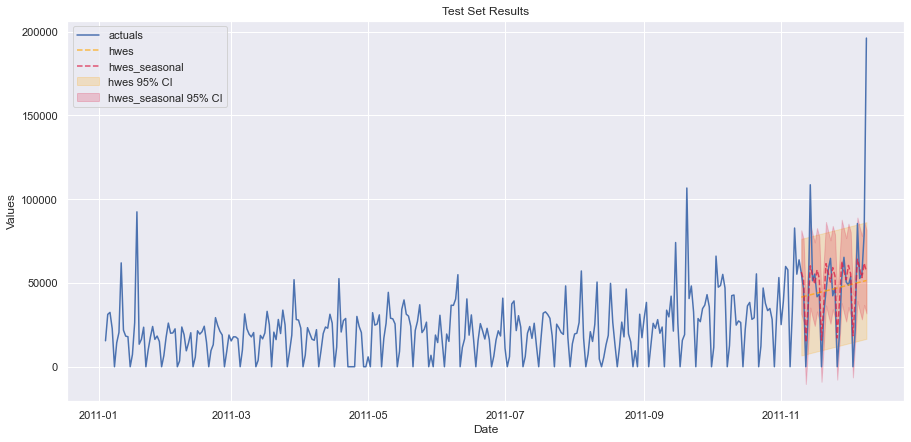 Test Set Results
actuals
hwes
hwes_seasonal
hwes 95% CI
hwes_seasonal 95% CI
200000
150000
100000
50000
0
Values
2011-01
2011-03
2011-05
2011-07
2011-09
2011-11
Date